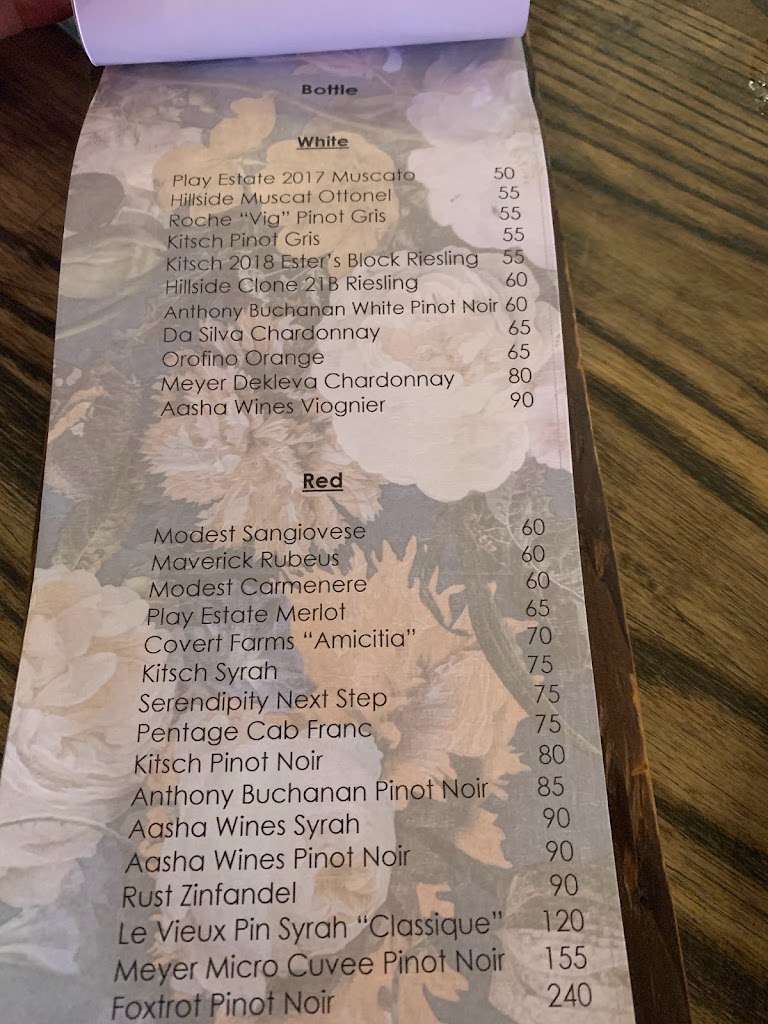 Bottle
White
Play Estate 2017 Muscato 50
Hillside Muscat Ottonel 55
Roche "Vig" Pinot Gris 55
Kitsch Pinot Gris 55
Kitsch 2018 Ester's Block Riesling 55
Hillside Clone 21B Riesling 60
Anthony Buchanan White Pinot Noir 60
Da Silva Chardonnay 65
Orofino Orange 65
Meyer Dekleva Chardonnay 80
Aasha Wines Viognier 90
Red
Modest Sangiovese 60
Maverick Rubeus 60
Modest Carmenere 60
Play Estate Merlot 65
Covert Farms "Amicitia" 70
Kitsch Syrah 75
Serendipity Next Step 75
Pentage Cab Franc 75
Kitsch Pinot Noir 80
Anthony Buchanan Pinot Noir 85
Aasha Wines Syrah 90
Aasha Wines Pinot Noir 90
Rust Zinfandel 90
Le Vieux Pin Syrah "Classique" 120
Meyer Micro Cuvee Pinot Noir 155
Foxtrot Pinot Noir 240